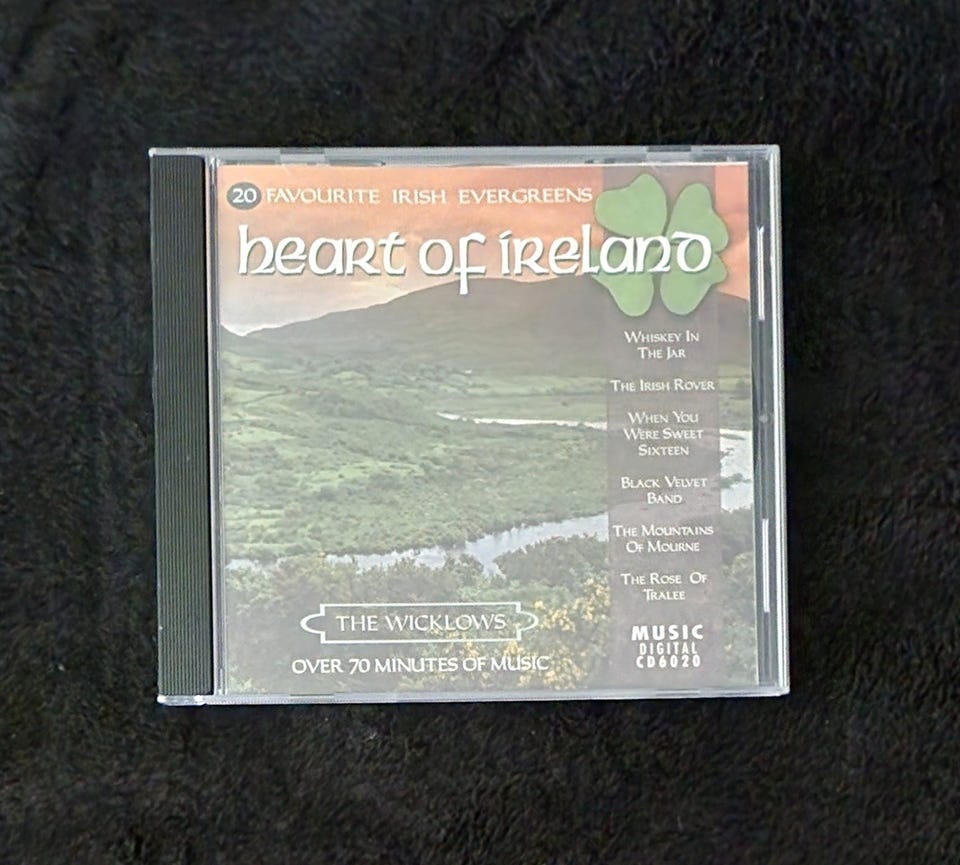 20 FAVOURITE IRISH EVERGREENS
heart of ireland
WHISKEY IN
THE JAR
THE IRISH ROVER
WHEN YOU
WERE SWEET
SIXTEEN
BLACK VELVET
BAND
THE MOUNTAINS
OF MOURNE
THE ROSE OF
TRALEE
THE WICKLOWS
OVER 70 MINUTES OF MUSIC
MUSIC
DIGITAL
CD6020